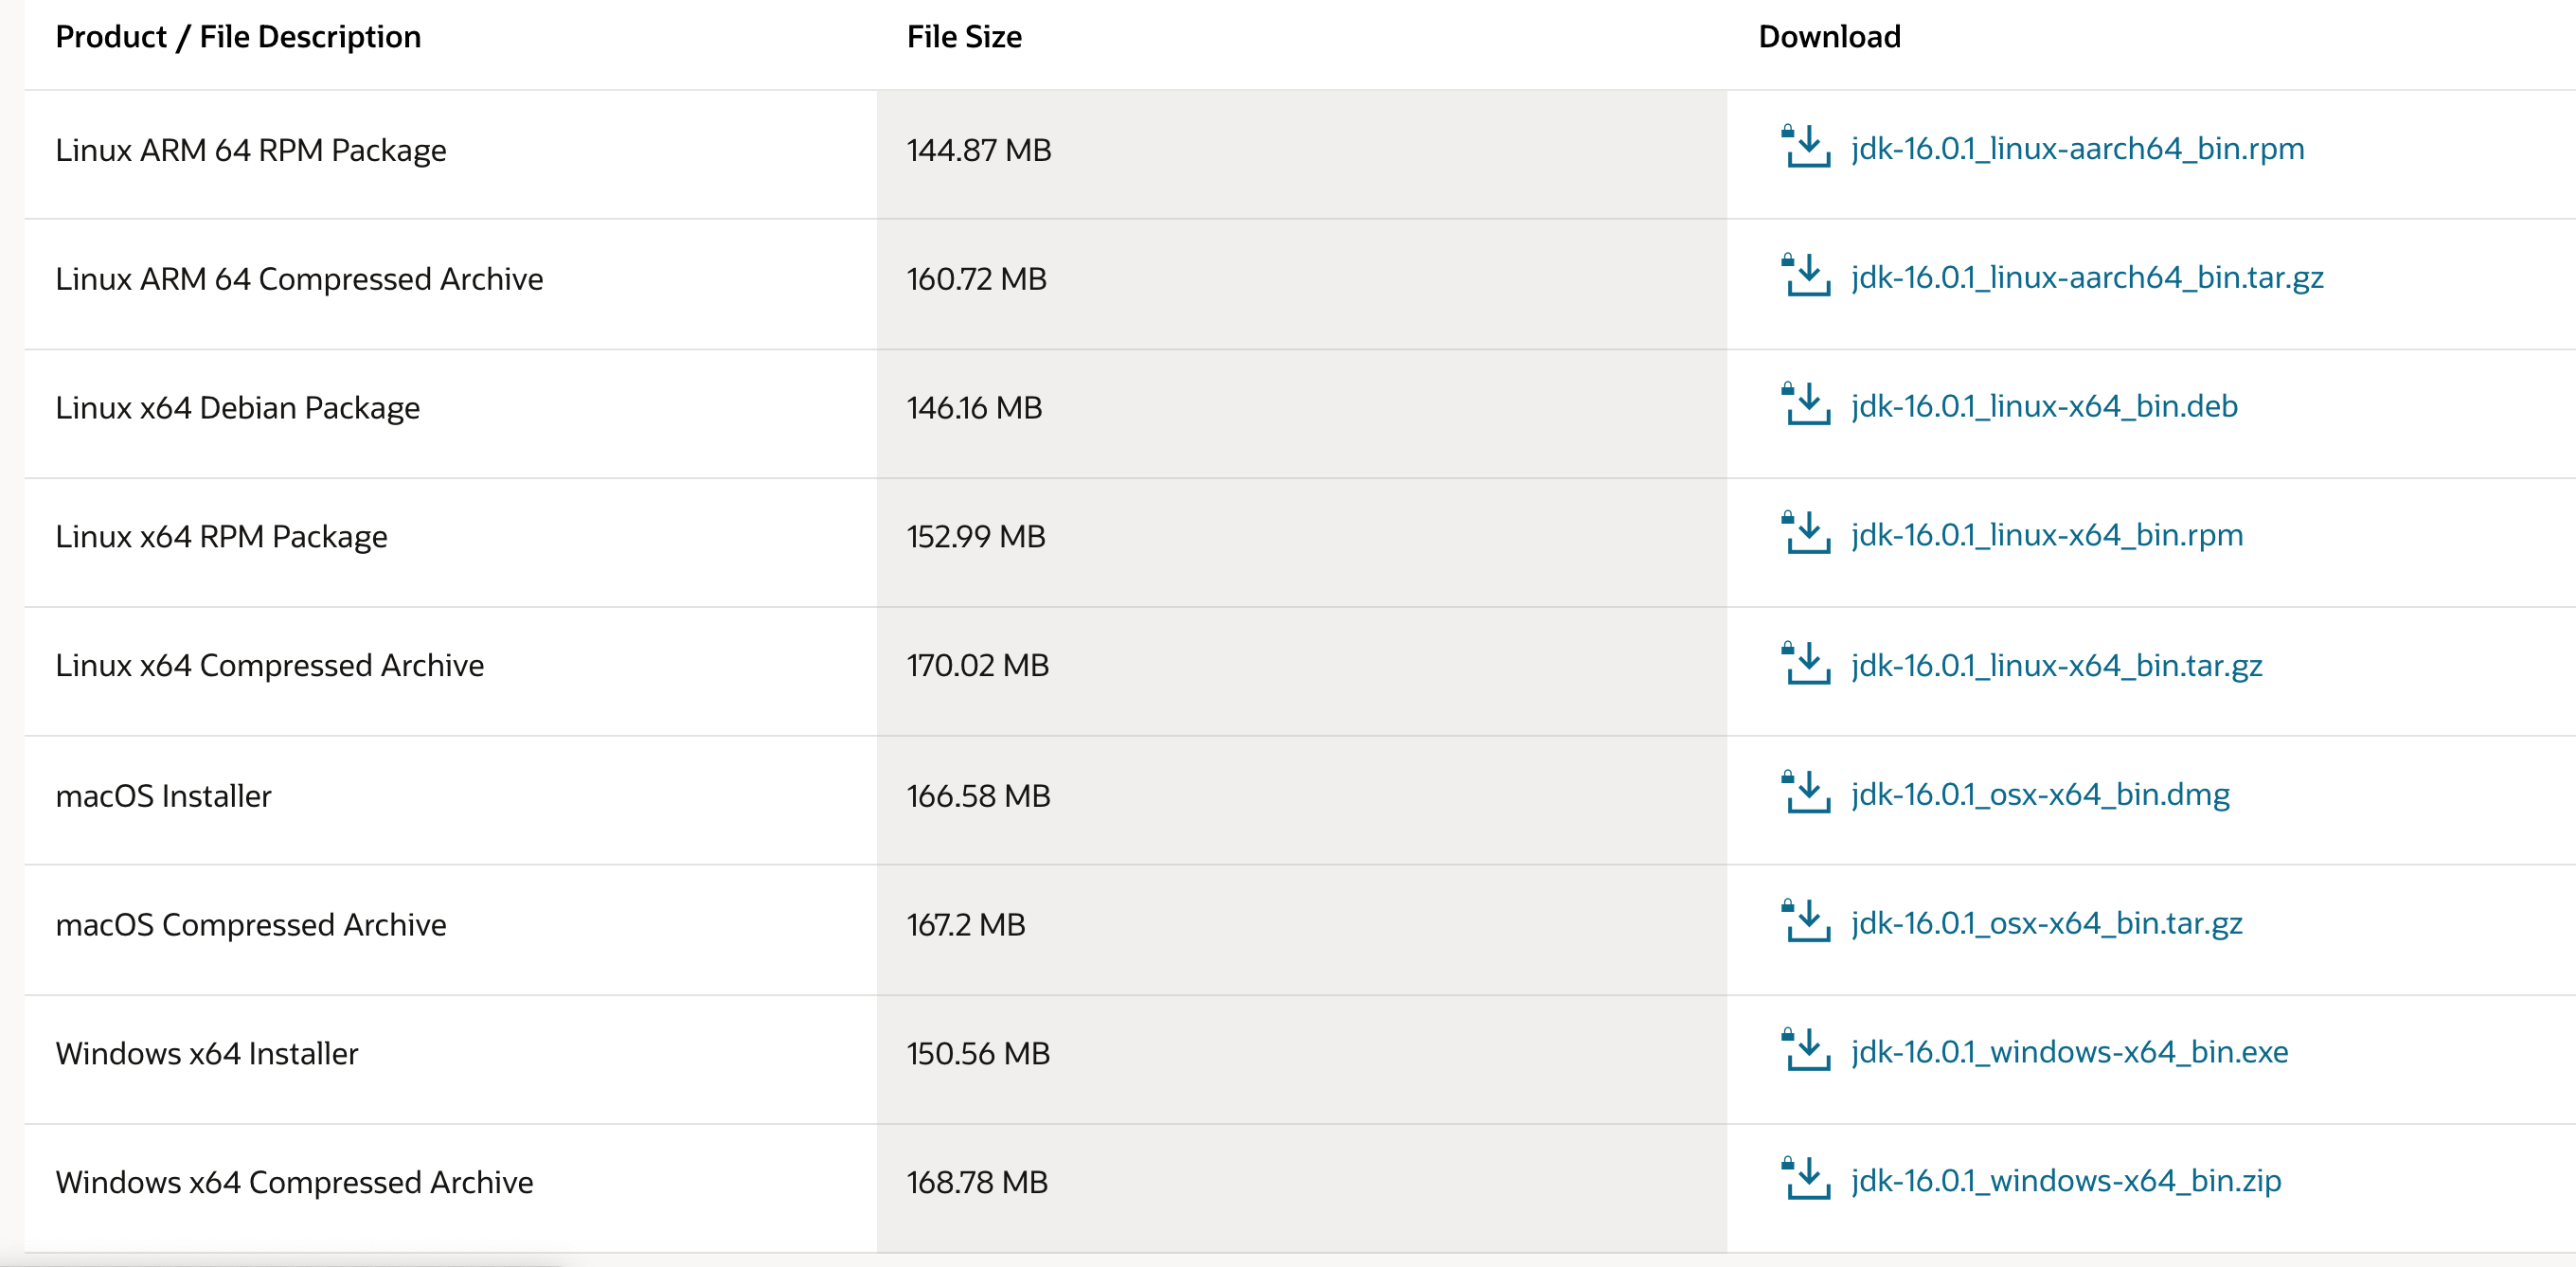 Product / File Description File Size Download
Linux ARM 64 RPM Package 144.87 MB jdk-16.0.1_linux-aarch64_bin.rpm
Linux ARM 64 Compressed Archive 160.72 MB jdk-16.0.1_linux-aarch64_bin.tar.gz
Linux x64 Debian Package 146.16 MB jdk-16.0.1_linux-x64_bin.deb
Linux x64 RPM Package 152.99 MB jdk-16.0.1_linux-x64_bin.rpm
Linux x64 Compressed Archive 170.02 MB jdk-16.0.1_linux-x64_bin.tar.gz
macOS Installer 166.58 MB jdk-16.0.1_osx-x64_bin.dmg
macOS Compressed Archive 167.2 MB jdk-16.0.1_osx-x64_bin.tar.gz
Windows x64 Installer 150.56 MB jdk-16.0.1_windows-x64_bin.exe
Windows x64 Compressed Archive 168.78 MB jdk-16.0.1_windows-x64_bin.zip